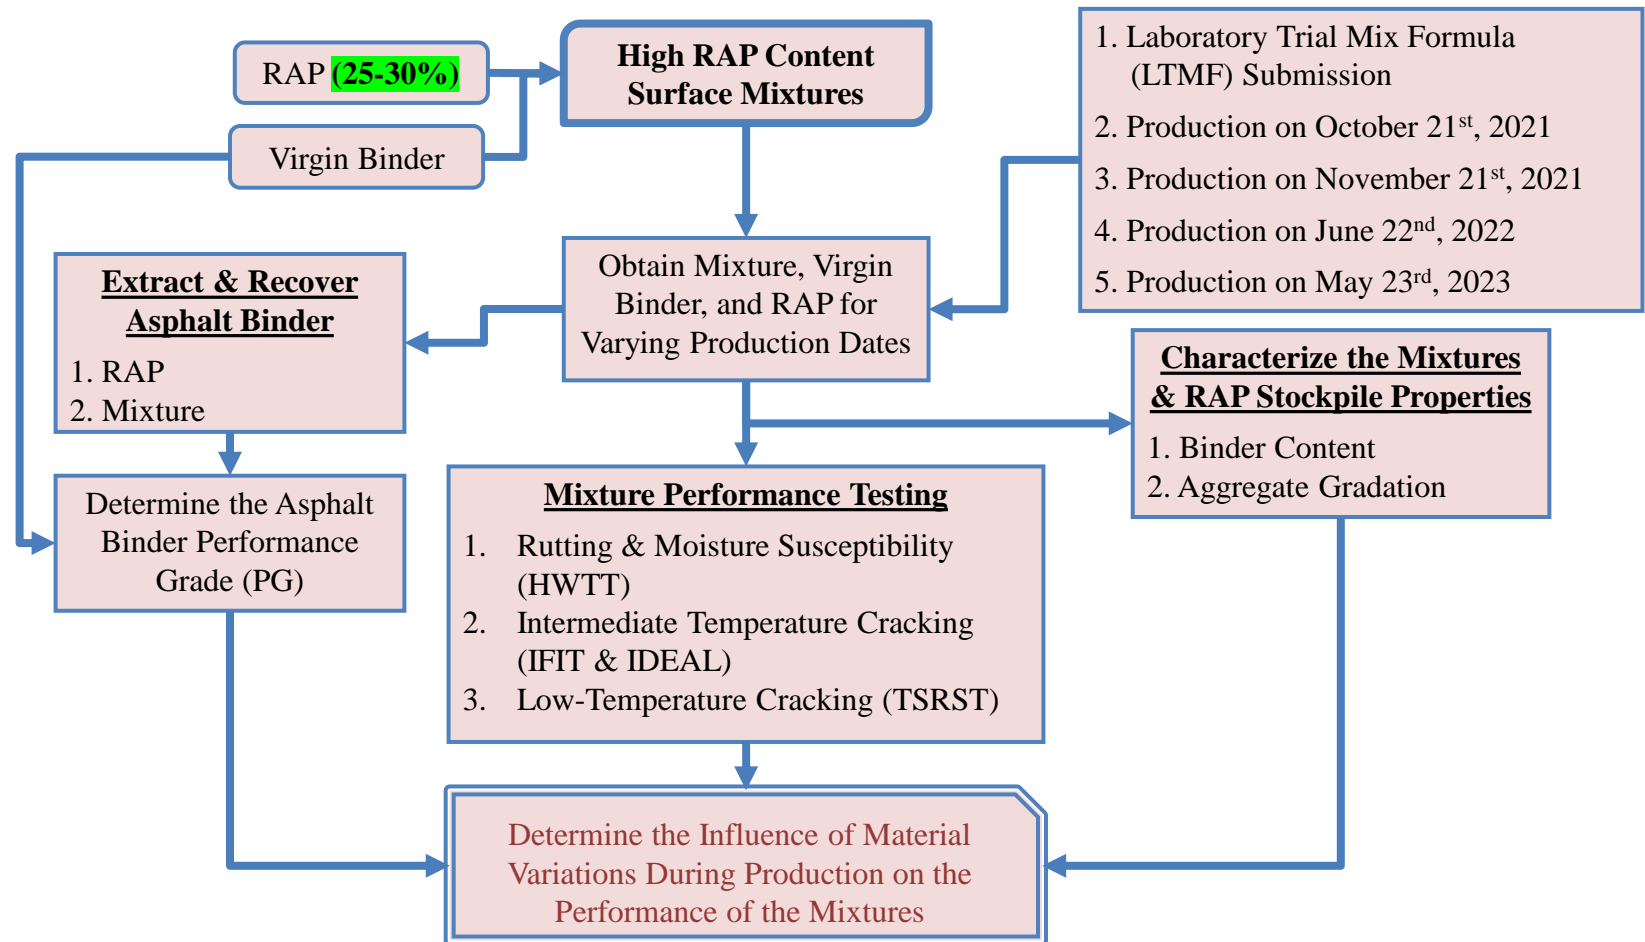 RAP (25-30%)
Virgin Binder
High RAP Content
Surface Mixtures
1. Laboratory Trial Mix Formula
(LTMF) Submission
2. Production on October 21st, 2021
3. Production on November 21st, 2021
4. Production on June 22nd, 2022
5. Production on May 23rd, 2023
Obtain Mixture, Virgin
Binder, and RAP for
Varying Production Dates
Extract & Recover
Asphalt Binder
1. RAP
2. Mixture
Determine the Asphalt
Binder Performance
Grade (PG)
Mixture Performance Testing
1. Rutting & Moisture Susceptibility
(HWTT)
2. Intermediate Temperature Cracking
(IFIT & IDEAL)
3. Low-Temperature Cracking (TSRST)
Characterize the Mixtures
& RAP Stockpile Properties
1. Binder Content
2. Aggregate Gradation
Determine the Influence of Material
Variations During Production on the
Performance of the Mixtures